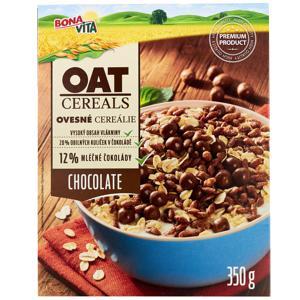 BONA
VITA
PREMIUM
PRODUCT
OAT
CEREALS
OVESNÉ CEREÁLIE
VYSOKÝ OBSAH VLÁKNINY
20% OBILNÝCH KULIČEK V ČOKOLÁDĚ
12% MLÉČNÉ ČOKOLÁDY
CHOCOLATE
350 g